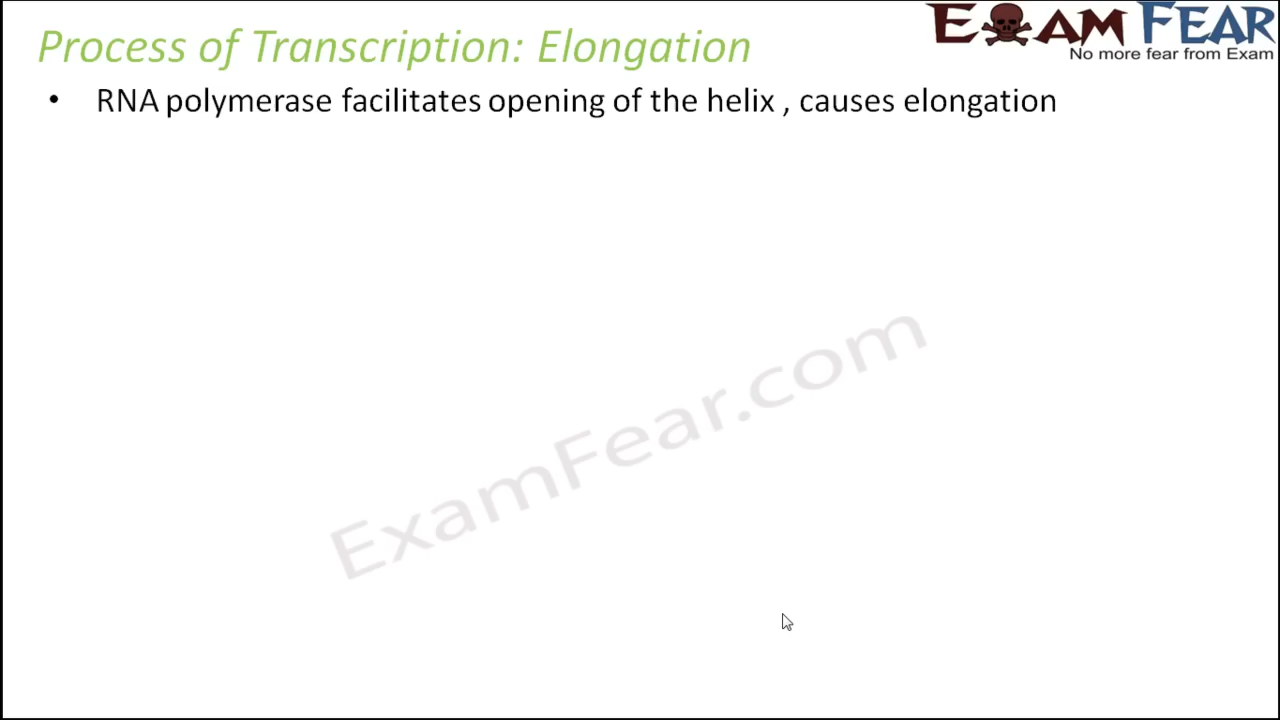 Process of Transcription: Elongation
EXAM FEAR
No more fear from Exam
• RNA polymerase facilitates opening of the helix , causes elongation
ExamFear.com